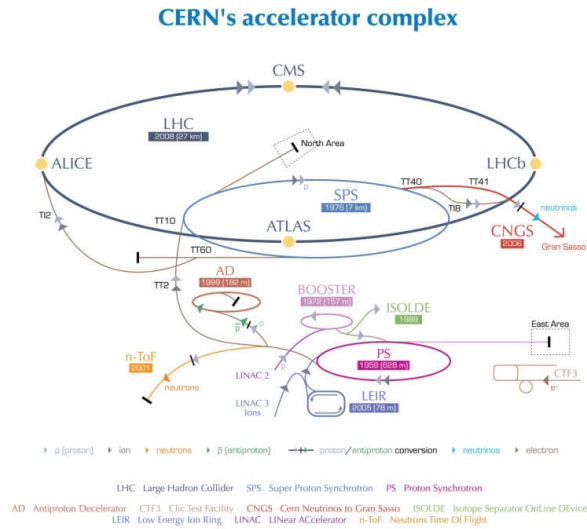 CERN's accelerator complex
CMS
LHC
2008 (27 km)
North Area
ALICE
LHCb
TT40
TT41
SPS
1976 (7 km)
TI2
TT10
TI8
neutrinos
ATLAS
CNGS
2006
Gran Sasso
TT60
AD
1999 (182 m)
TT2
BOOSTER
1972 (157 m)
ISOLDE
1989
East Area
p
p̄
p
n-ToF
2001
PS
1959 (628 m)
neutrons
LINAC 2
CTF3
e-
LINAC 3
Ions
LEIR
2005 (78 m)
p (proton) ion neutrons p̄ (antiproton) proton/antiproton conversion neutrinos electron
LHC Large Hadron Collider SPS Super Proton Synchrotron PS Proton Synchrotron
AD Antiproton Decelerator CTF3 Clic Test Facility CNGS Cern Neutrinos to Gran Sasso ISOLDE Isotope Separator OnLine DEvice
LEIR Low Energy Ion Ring LINAC LINear ACcelerator n-ToF Neutrons Time Of Flight